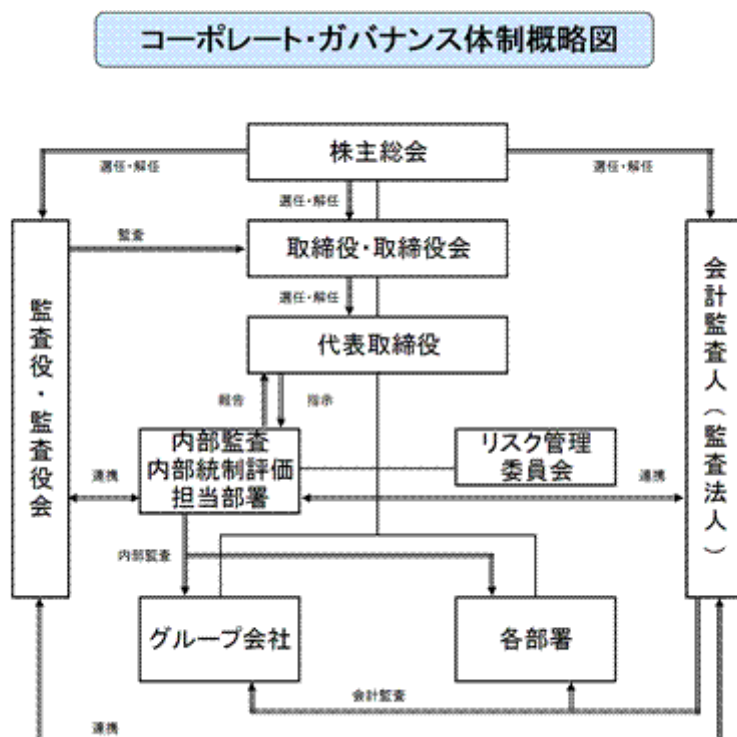 コーポレート・ガバナンス体制概略図
株主総会
選任・解任
選任・解任
選任・解任
監査
取締役・取締役会
選任・解任
代表取締役
監査役・監査役会
会計監査人(監査法人)
報告
指示
内部監査
内部統制評価
担当部署
リスク管理
委員会
連携
連携
内部監査
グループ会社
各部署
会計監査
連携